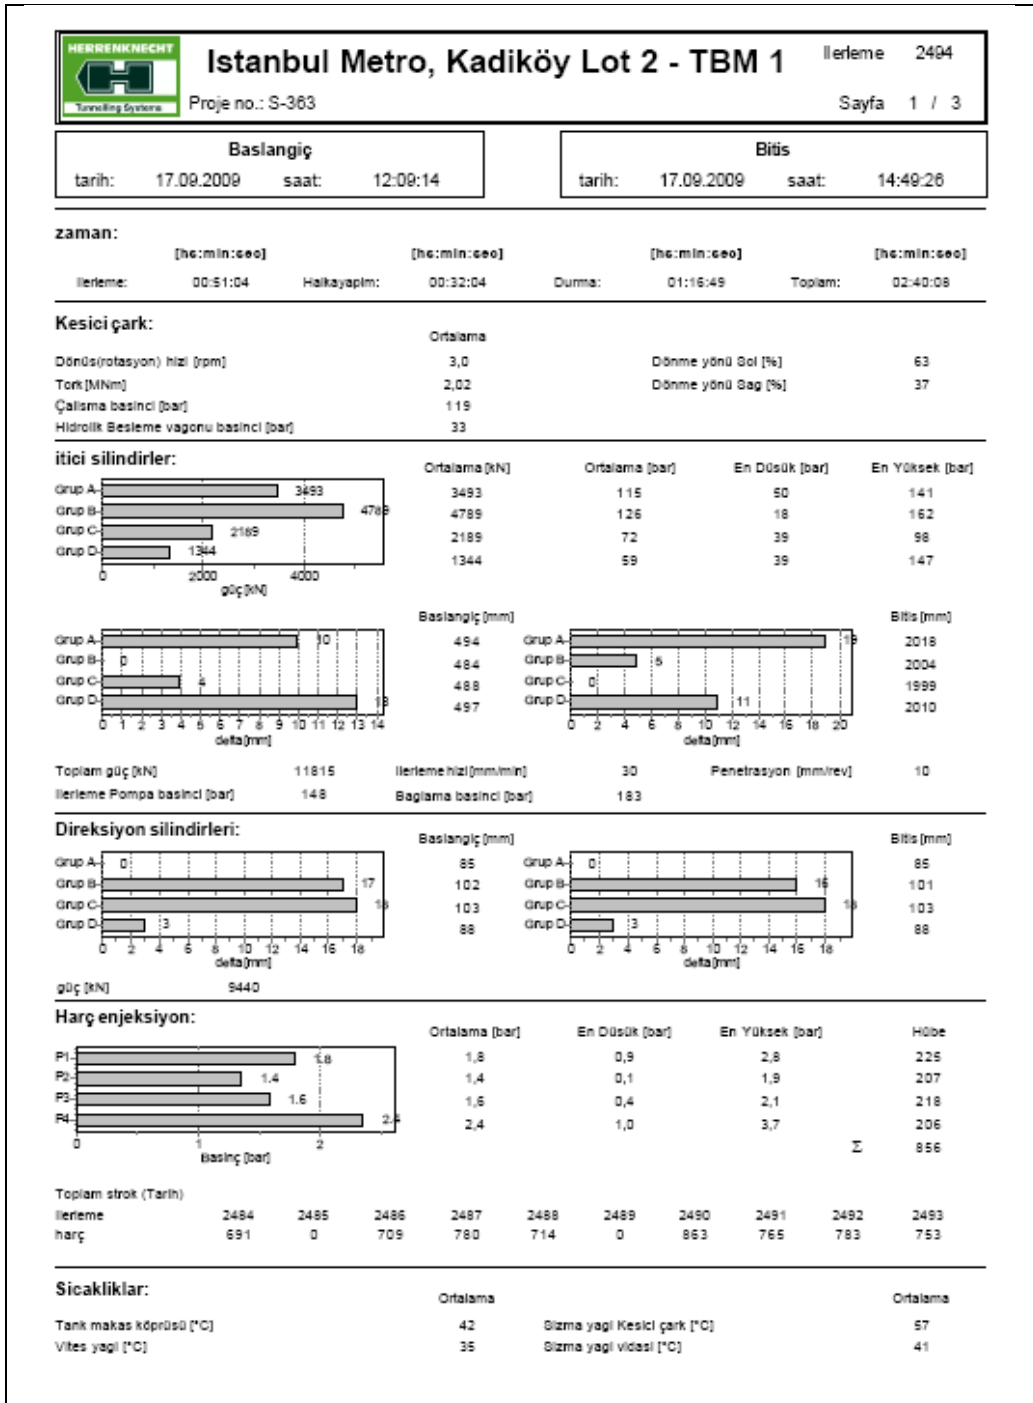 HERRENKNECHT
Tunnelling Systems
Istanbul Metro, Kadiköy Lot 2 - TBM 1
Ilerleme 2494
Proje no.: S-363
Sayfa 1 / 3
Baslangiç
tarih: 17.09.2009 saat: 12:09:14
Bitis
tarih: 17.09.2009 saat: 14:49:26
zaman:
[hs:min:sec] [hs:min:sec] [hs:min:sec] [hs:min:sec]
Ilerleme: 00:51:04 Halkayapim: 00:32:04 Durma: 01:16:49 Toplam: 02:40:08
Kesici çark:
Ortalama
Dönüs(rotasyon) hizi [rpm] 3,0 Dönme yönü Sol [%] 63
Tork [MNm] 2,02 Dönme yönü Sag [%] 37
Çalisma basinci [bar] 119
Hidrolik Besleme vagonu basinci [bar] 33
itici silindirler:
Ortalama [kN] Ortalama [bar] En Düsük [bar] En Yüksek [bar]
Grup A 3493 3493 115 50 141
Grup B 4789 4789 126 18 162
Grup C 2189 2189 72 39 98
Grup D 1344 1344 59 39 147
0 2000 4000
güç [kN]
Baslangiç [mm] Bitis [mm]
Grup A 10 494 Grup A 19 2018
Grup B 0 484 Grup B 5 2004
Grup C 4 488 Grup C 0 1999
Grup D 13 497 Grup D 11 2010
0 1 2 3 4 5 6 7 8 9 10 11 12 13 14 0 2 4 6 8 10 12 14 16 18 20
delta [mm] delta [mm]
Toplam güç [kN] 11815 Ilerleme hizi [mm/min] 30 Penetrasyon [mm/rev] 10
Ilerleme Pompa basinci [bar] 148 Baglama basinci [bar] 183
Direksiyon silindirleri:
Baslangiç [mm] Bitis [mm]
Grup A 0 85 Grup A 0 85
Grup B 17 102 Grup B 16 101
Grup C 18 103 Grup C 18 103
Grup D 3 88 Grup D 3 88
0 2 4 6 8 10 12 14 16 18 0 2 4 6 8 10 12 14 16 18
delta [mm] delta [mm]
güç [kN] 9440
Harç enjeksiyon:
Ortalama [bar] En Düsük [bar] En Yüksek [bar] Hübe
P1 1.8 1,8 0,9 2,8 225
P2 1.4 1,4 0,1 1,9 207
P3 1.6 1,6 0,4 2,1 218
P4 2,4 1,0 3,7 206
Σ 856
0 1 2
Basinç [bar]
Toplam strok (Tarih)
Ilerleme 2484 2485 2486 2487 2488 2489 2490 2491 2492 2493
harç 691 0 709 780 714 0 863 765 783 753
Sicakliklar:
Ortalama Ortalama
Tank makas köprüsü [°C] 42 Sizma yagi Kesici çark [°C] 57
Vites yagi [°C] 35 Sizma yagi vidasi [°C] 41